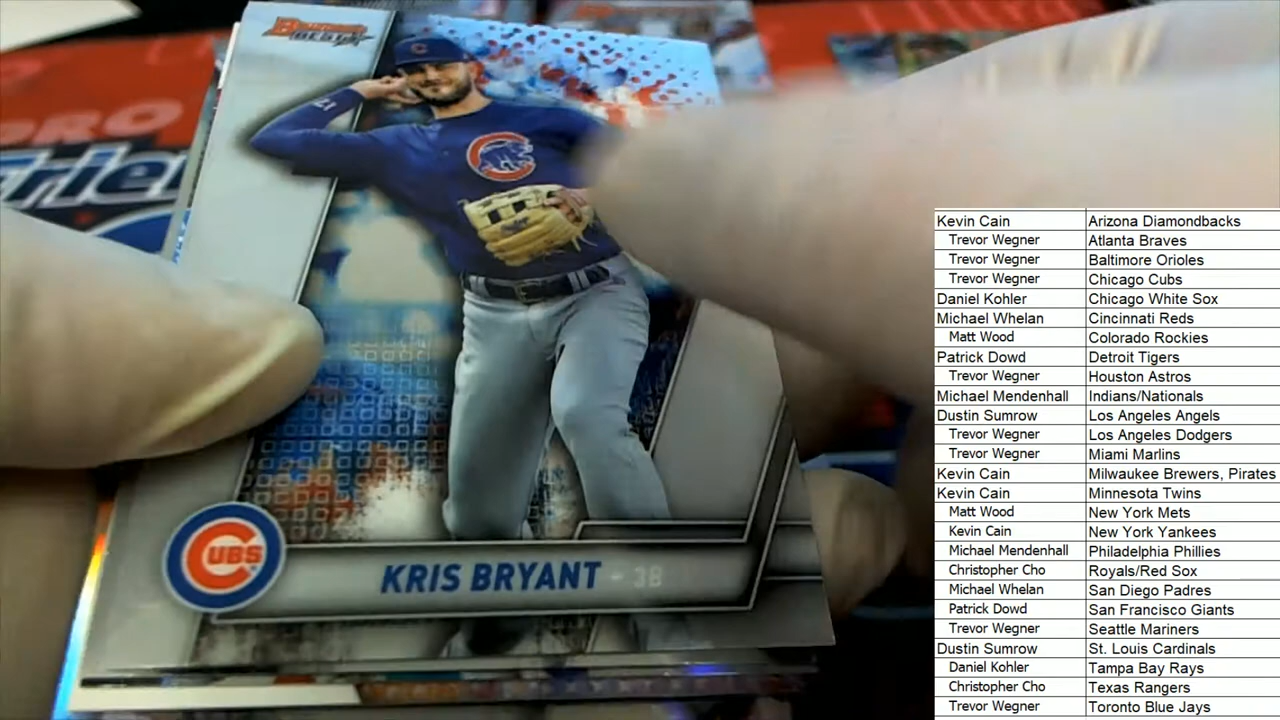 BOWMAN'S
BEST
PRO
Frie
17
C
CUBS
KRIS BRYANT - 3B
Kevin Cain Arizona Diamondbacks
Trevor Wegner Atlanta Braves
Trevor Wegner Baltimore Orioles
Trevor Wegner Chicago Cubs
Daniel Kohler Chicago White Sox
Michael Whelan Cincinnati Reds
Matt Wood Colorado Rockies
Patrick Dowd Detroit Tigers
Trevor Wegner Houston Astros
Michael Mendenhall Indians/Nationals
Dustin Sumrow Los Angeles Angels
Trevor Wegner Los Angeles Dodgers
Trevor Wegner Miami Marlins
Kevin Cain Milwaukee Brewers, Pirates
Kevin Cain Minnesota Twins
Matt Wood New York Mets
Kevin Cain New York Yankees
Michael Mendenhall Philadelphia Phillies
Christopher Cho Royals/Red Sox
Michael Whelan San Diego Padres
Patrick Dowd San Francisco Giants
Trevor Wegner Seattle Mariners
Dustin Sumrow St. Louis Cardinals
Daniel Kohler Tampa Bay Rays
Christopher Cho Texas Rangers
Trevor Wegner Toronto Blue Jays